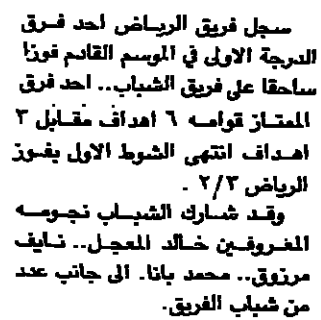 سجل فريق الرياض احد فرق
الدرجة الاولى في الموسم القادم فوزا
ساحقا على فريق الشباب.. احد فرق
الممتاز قوامه ٦ اهداف مقابل ٣
اهداف انتهى الشوط الاول بفوز
الرياض ٢/٣ .
وقد شارك الشباب نجومه
المعروفين خالد المعجل.. نايف
مرزوق.. محمد بانا. الى جانب عدد
من شباب الفريق.